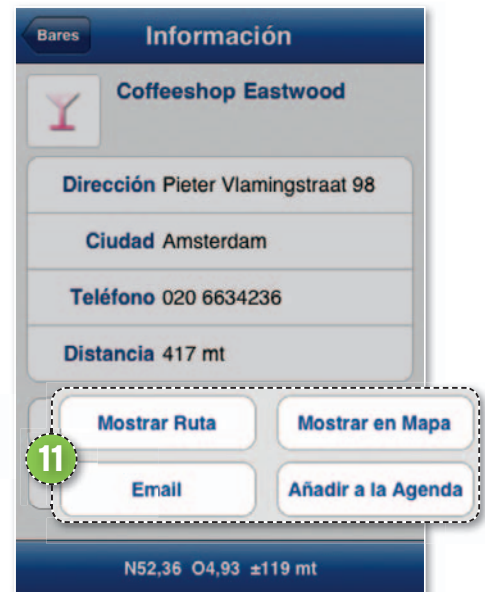 Bares Información
Coffeeshop Eastwood
Dirección Pieter Vlamingstraat 98
Ciudad Amsterdam
Teléfono 020 6634236
Distancia 417 mt
Mostrar Ruta Mostrar en Mapa
11
Email Añadir a la Agenda
N52,36 O4,93 ±119 mt